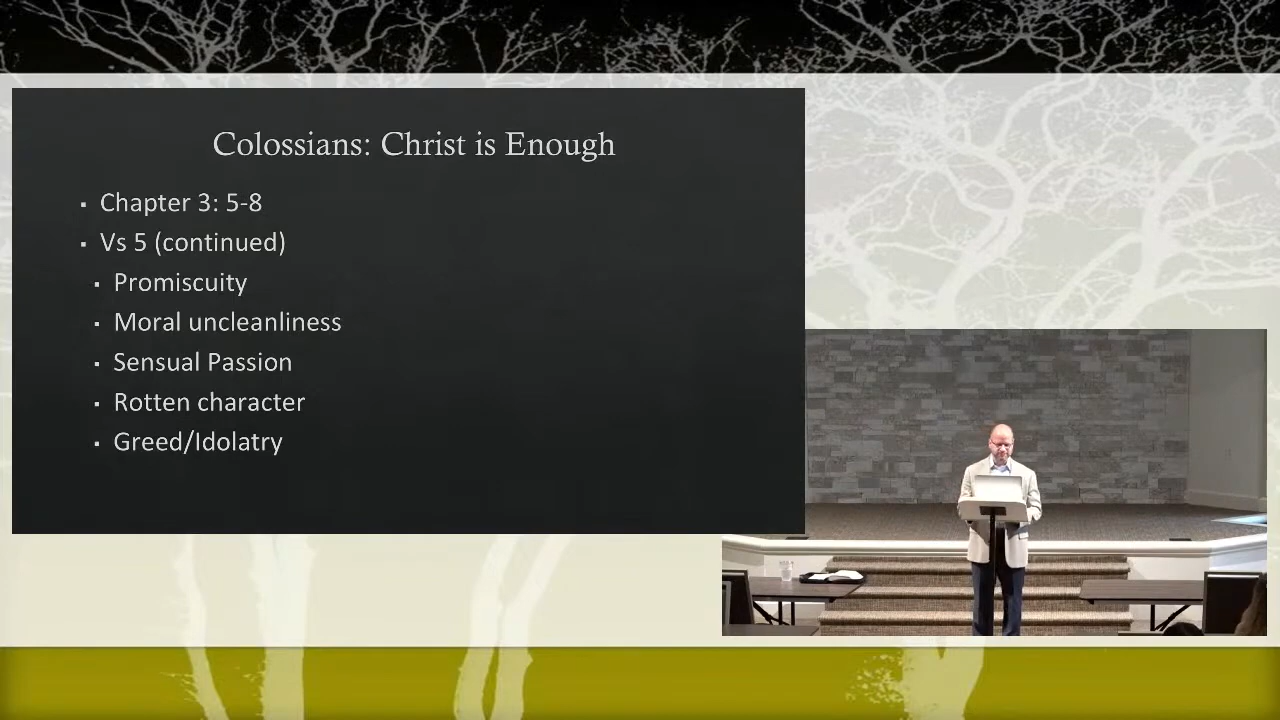 Colossians: Christ is Enough
Chapter 3: 5-8
Vs 5 (continued)
Promiscuity
Moral uncleanliness
Sensual Passion
Rotten character
Greed/Idolatry